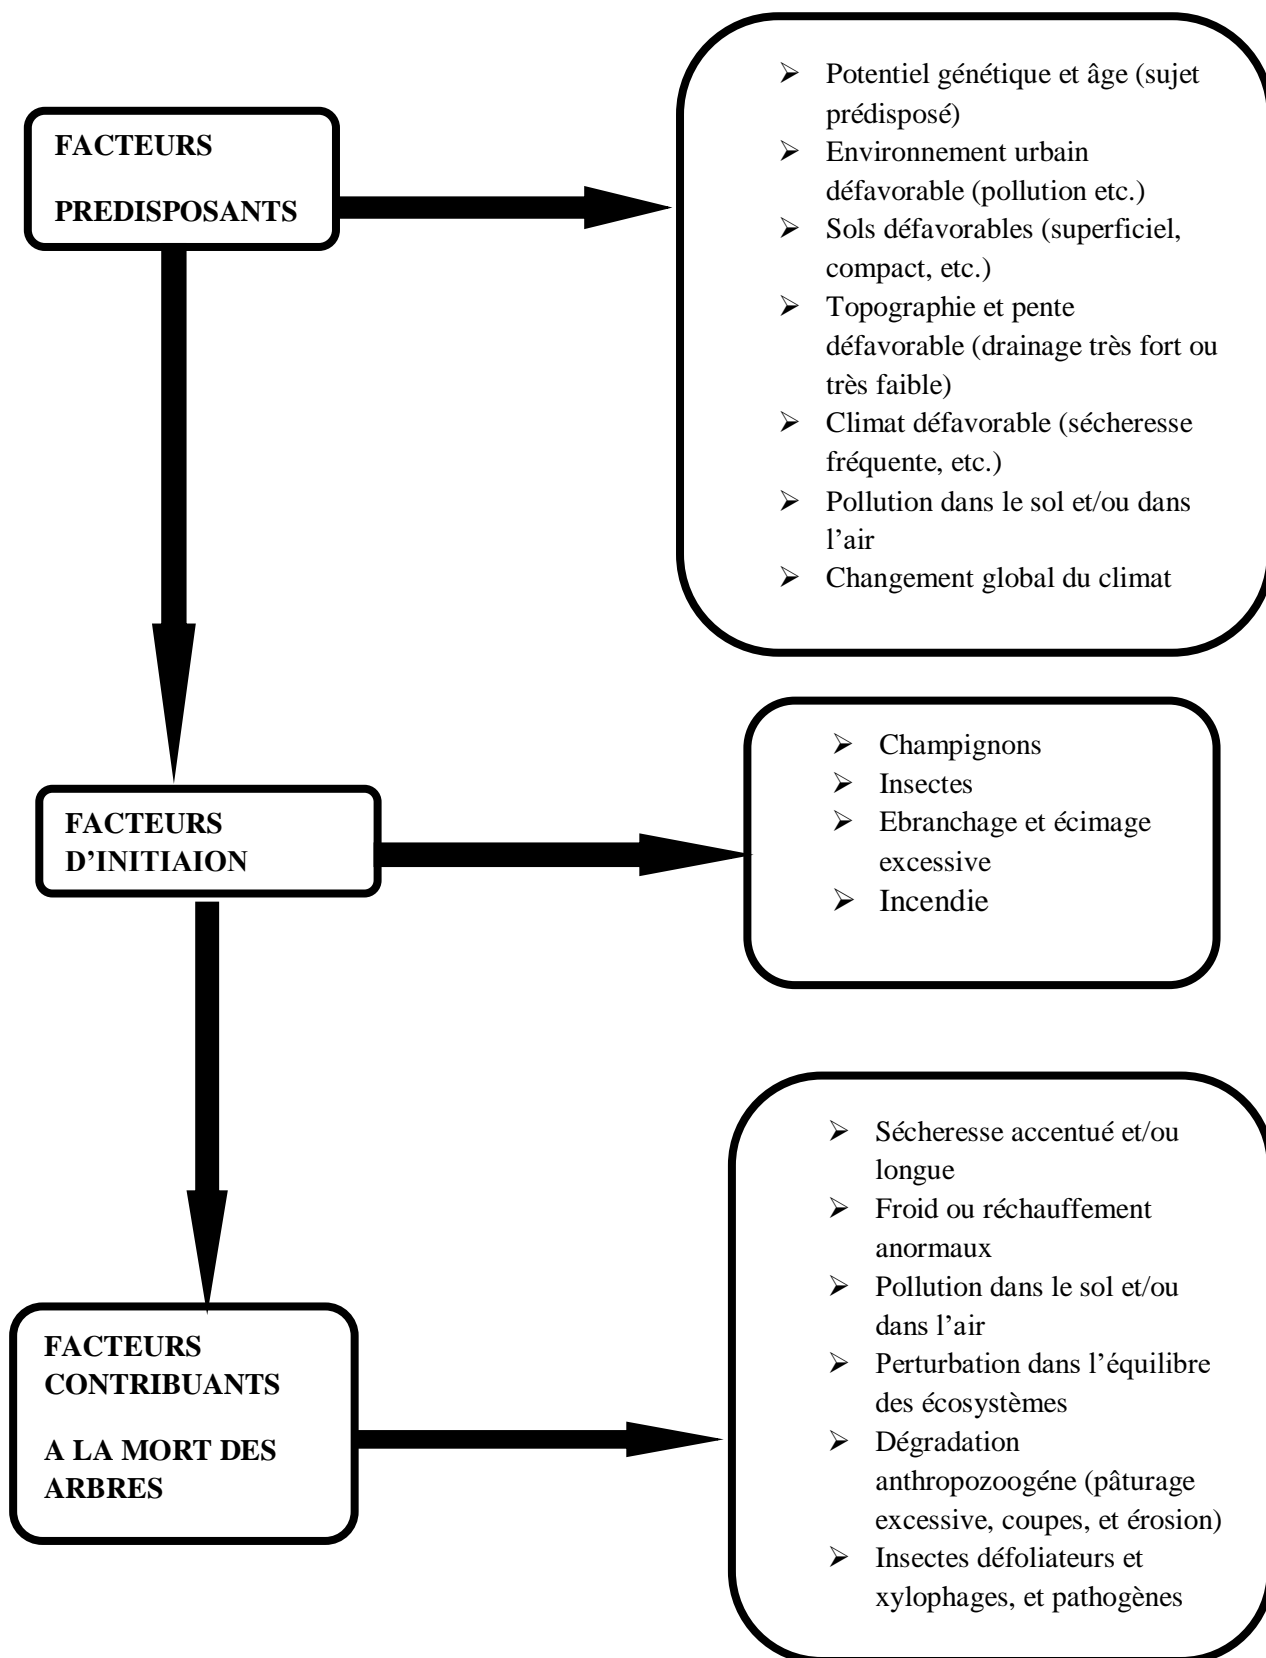 FACTEURS
PREDISPOSANTS
➢ Potentiel génétique et âge (sujet
prédisposé)
➢ Environnement urbain
défavorable (pollution etc.)
➢ Sols défavorables (superficiel,
compact, etc.)
➢ Topographie et pente
défavorable (drainage très fort ou
très faible)
➢ Climat défavorable (sécheresse
fréquente, etc.)
➢ Pollution dans le sol et/ou dans
l’air
➢ Changement global du climat
FACTEURS
D’INITIAION
➢ Champignons
➢ Insectes
➢ Ebranchage et écimage
excessive
➢ Incendie
FACTEURS
CONTRIBUANTS
A LA MORT DES
ARBRES
➢ Sécheresse accentué et/ou
longue
➢ Froid ou réchauffement
anormaux
➢ Pollution dans le sol et/ou
dans l’air
➢ Perturbation dans l’équilibre
des écosystèmes
➢ Dégradation
anthropozoogéne (pâturage
excessive, coupes, et érosion)
➢ Insectes défoliateurs et
xylophages, et pathogènes